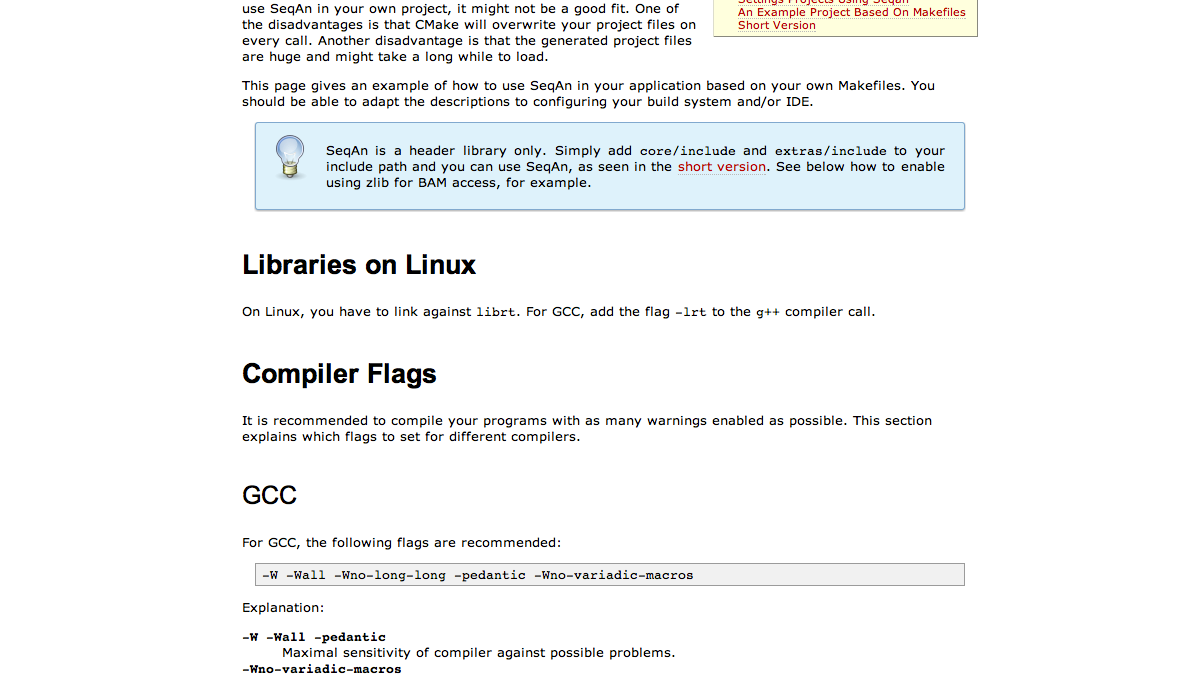 use SeqAn in your own project, it might not be a good fit. One of
the disadvantages is that CMake will overwrite your project files on
every call. Another disadvantage is that the generated project files
are huge and might take a long while to load.
Settings Projects Using SeqAn
An Example Project Based On Makefiles
Short Version
This page gives an example of how to use SeqAn in your application based on your own Makefiles. You
should be able to adapt the descriptions to configuring your build system and/or IDE.
SeqAn is a header library only. Simply add core/include and extras/include to your
include path and you can use SeqAn, as seen in the short version. See below how to enable
using zlib for BAM access, for example.
Libraries on Linux
On Linux, you have to link against librt. For GCC, add the flag -lrt to the g++ compiler call.
Compiler Flags
It is recommended to compile your programs with as many warnings enabled as possible. This section
explains which flags to set for different compilers.
GCC
For GCC, the following flags are recommended:
-W -Wall -Wno-long-long -pedantic -Wno-variadic-macros
Explanation:
-W -Wall -pedantic
Maximal sensitivity of compiler against possible problems.
-Wno-variadic-macros